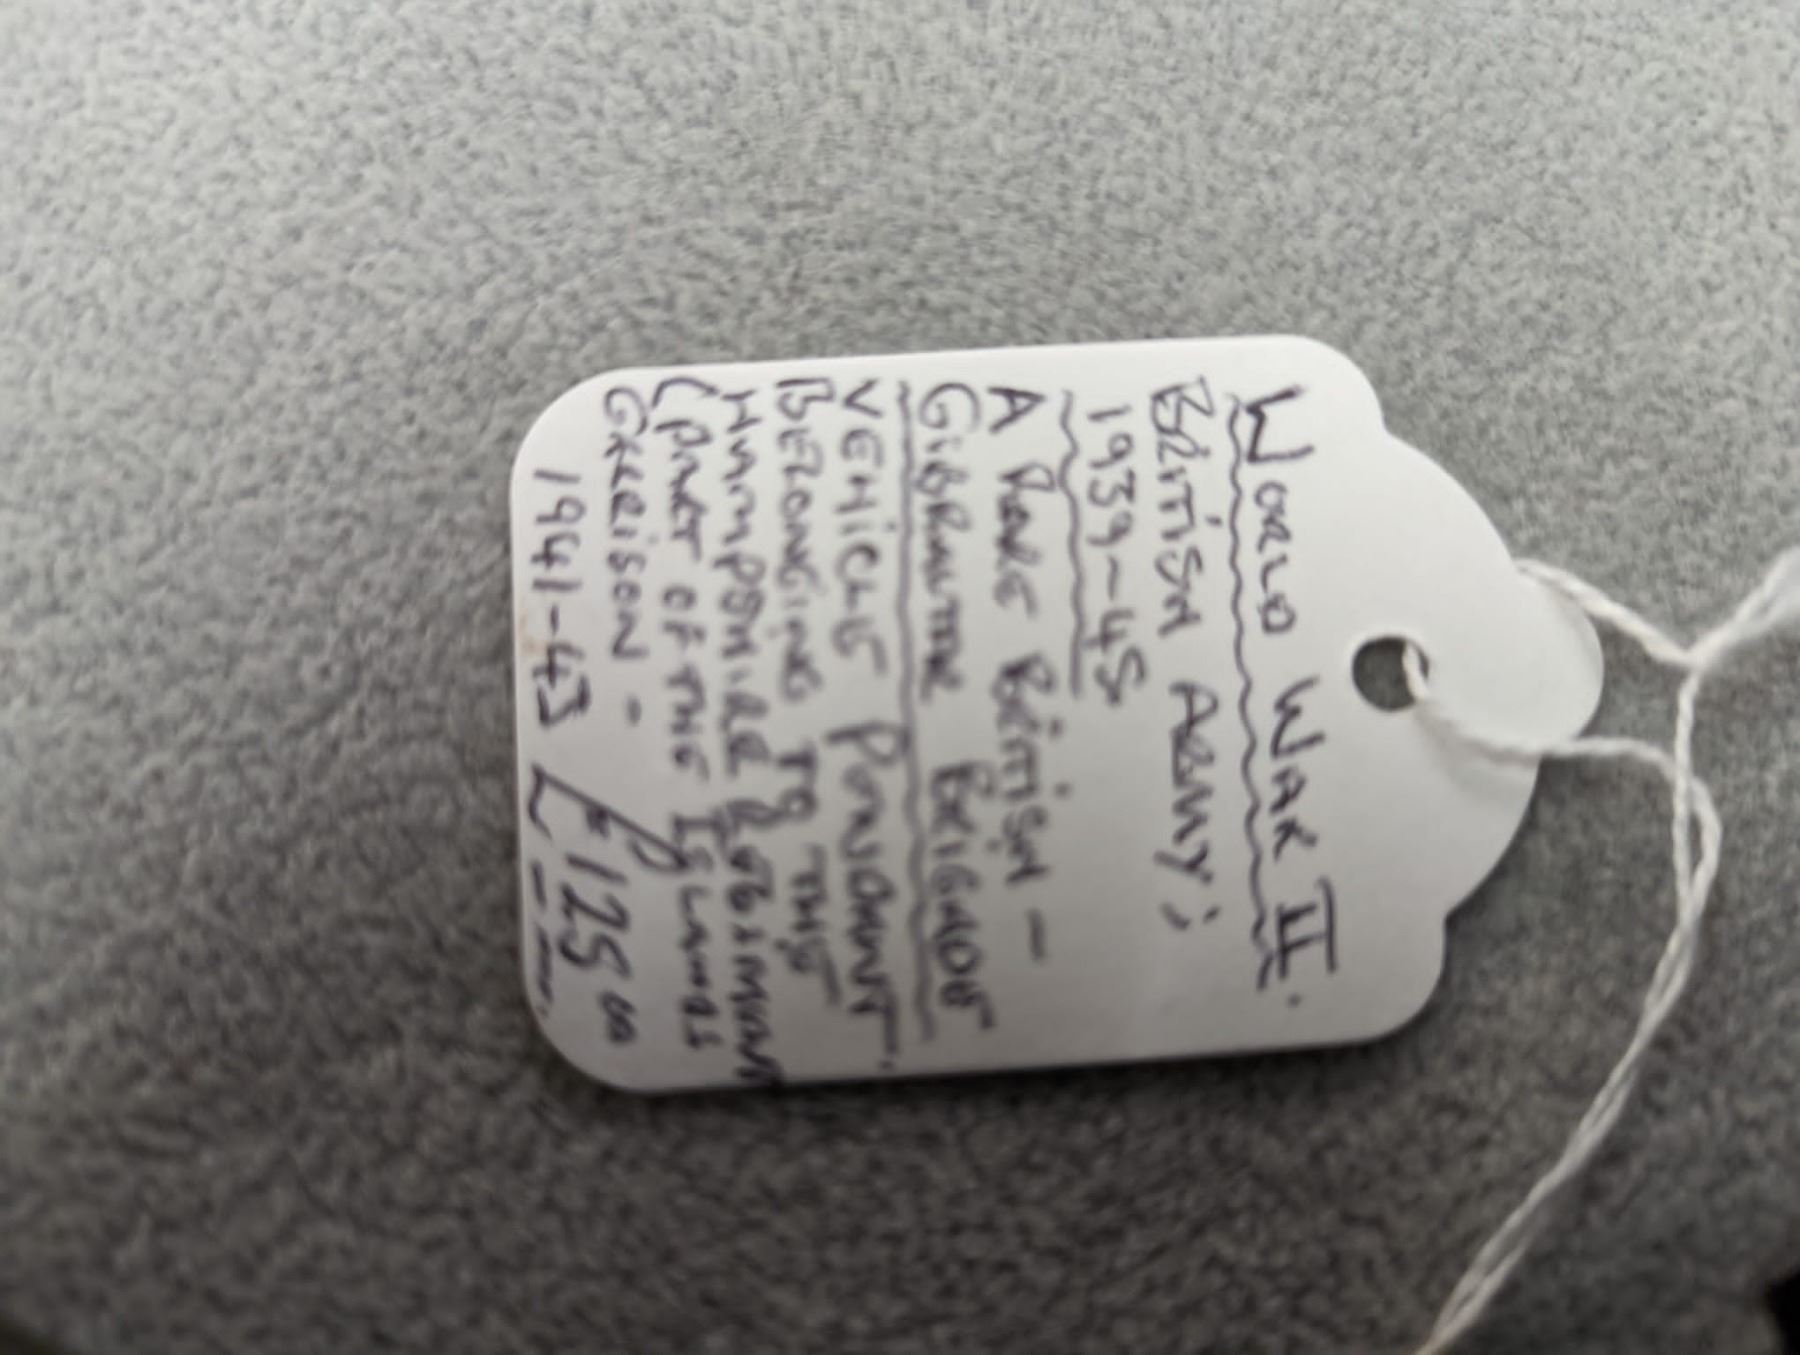 WORLD WAR II.
BRITISH ARMY;
1939-45
A RARE BRITISH -
GIBRALTAR BRIGADE
VEHICLE PENDANT.
BELONGING TO THE
HAMPSHIRE REGIMENT
(PART OF THE ISLANDS
GARRISON -
1941-43 £125 00